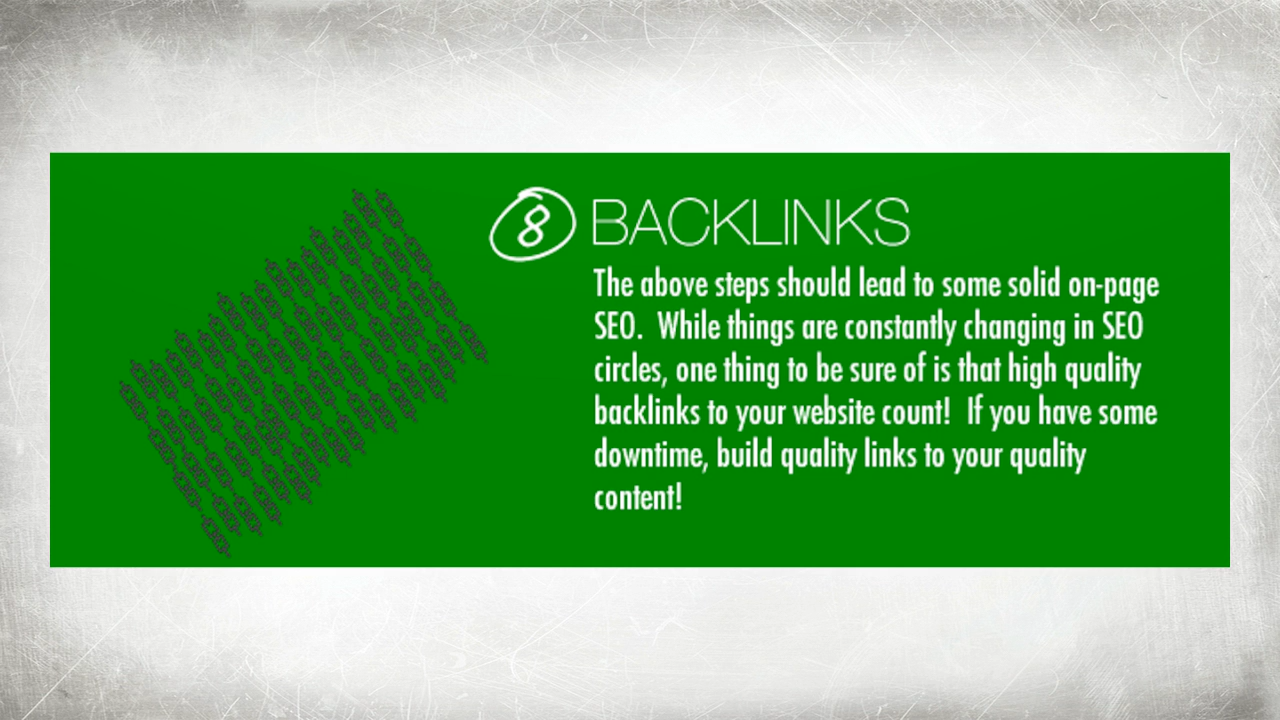 8 BACKLINKS
The above steps should lead to some solid on-page
SEO.  While things are constantly changing in SEO
circles, one thing to be sure of is that high quality
backlinks to your website count!  If you have some
downtime, build quality links to your quality
content!